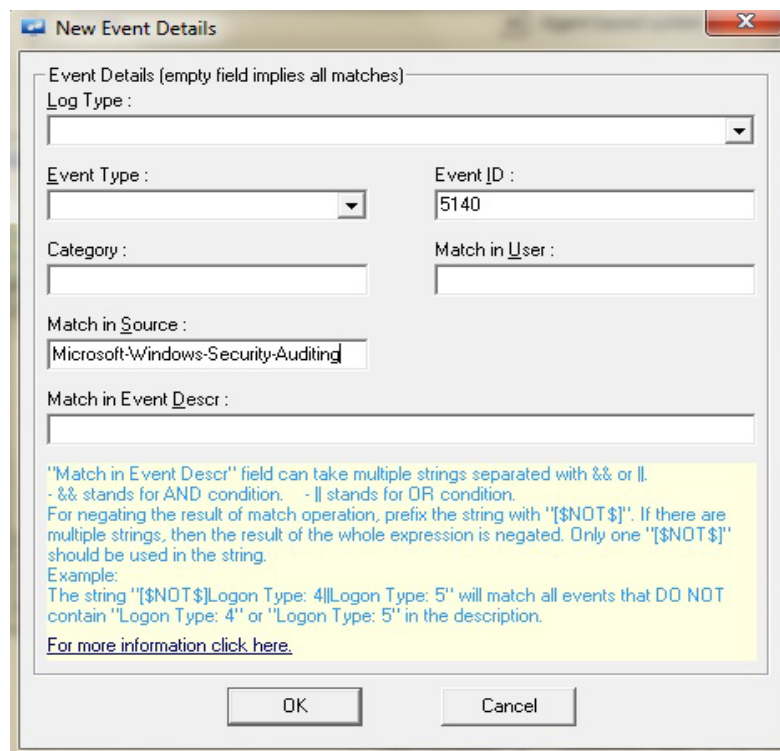 New Event Details
Event Details (empty field implies all matches)
Log Type :
Event Type :
Event ID :
5140
Category :
Match in User :
Match in Source :
Microsoft-Windows-Security-Auditing
Match in Event Descr :
"Match in Event Descr" field can take multiple strings separated with && or ||.
- && stands for AND condition. - || stands for OR condition.
For negating the result of match operation, prefix the string with "[$NOT$]". If there are
multiple strings, then the result of the whole expression is negated. Only one "[$NOT$]"
should be used in the string.
Example:
The string "[$NOT$]Logon Type: 4||Logon Type: 5" will match all events that DO NOT
contain "Logon Type: 4" or "Logon Type: 5" in the description.
For more information click here.
OK
Cancel